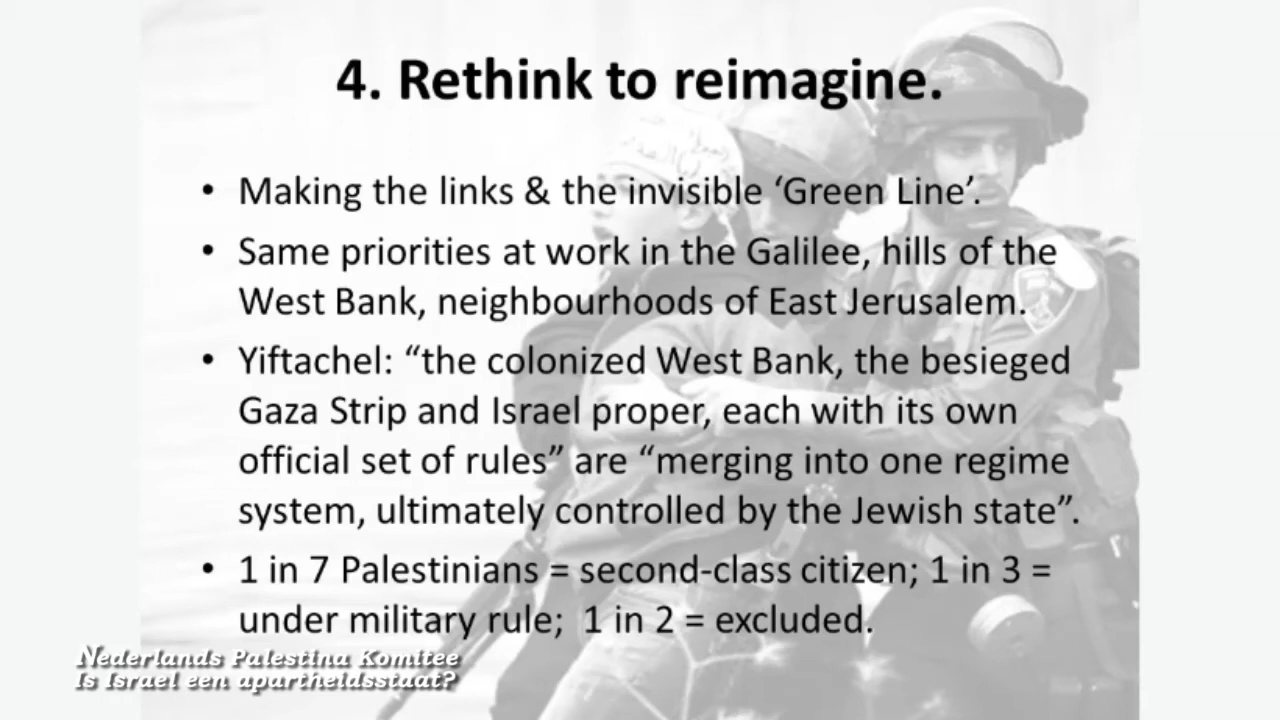 4. Rethink to reimagine.
• Making the links & the invisible ‘Green Line’.
• Same priorities at work in the Galilee, hills of the
West Bank, neighbourhoods of East Jerusalem.
• Yiftachel: “the colonized West Bank, the besieged
Gaza Strip and Israel proper, each with its own
official set of rules” are “merging into one regime
system, ultimately controlled by the Jewish state”.
• 1 in 7 Palestinians = second-class citizen; 1 in 3 =
under military rule;  1 in 2 = excluded.
Nederlands Palestina Komitee
Is Israel een apartheidsstaat?